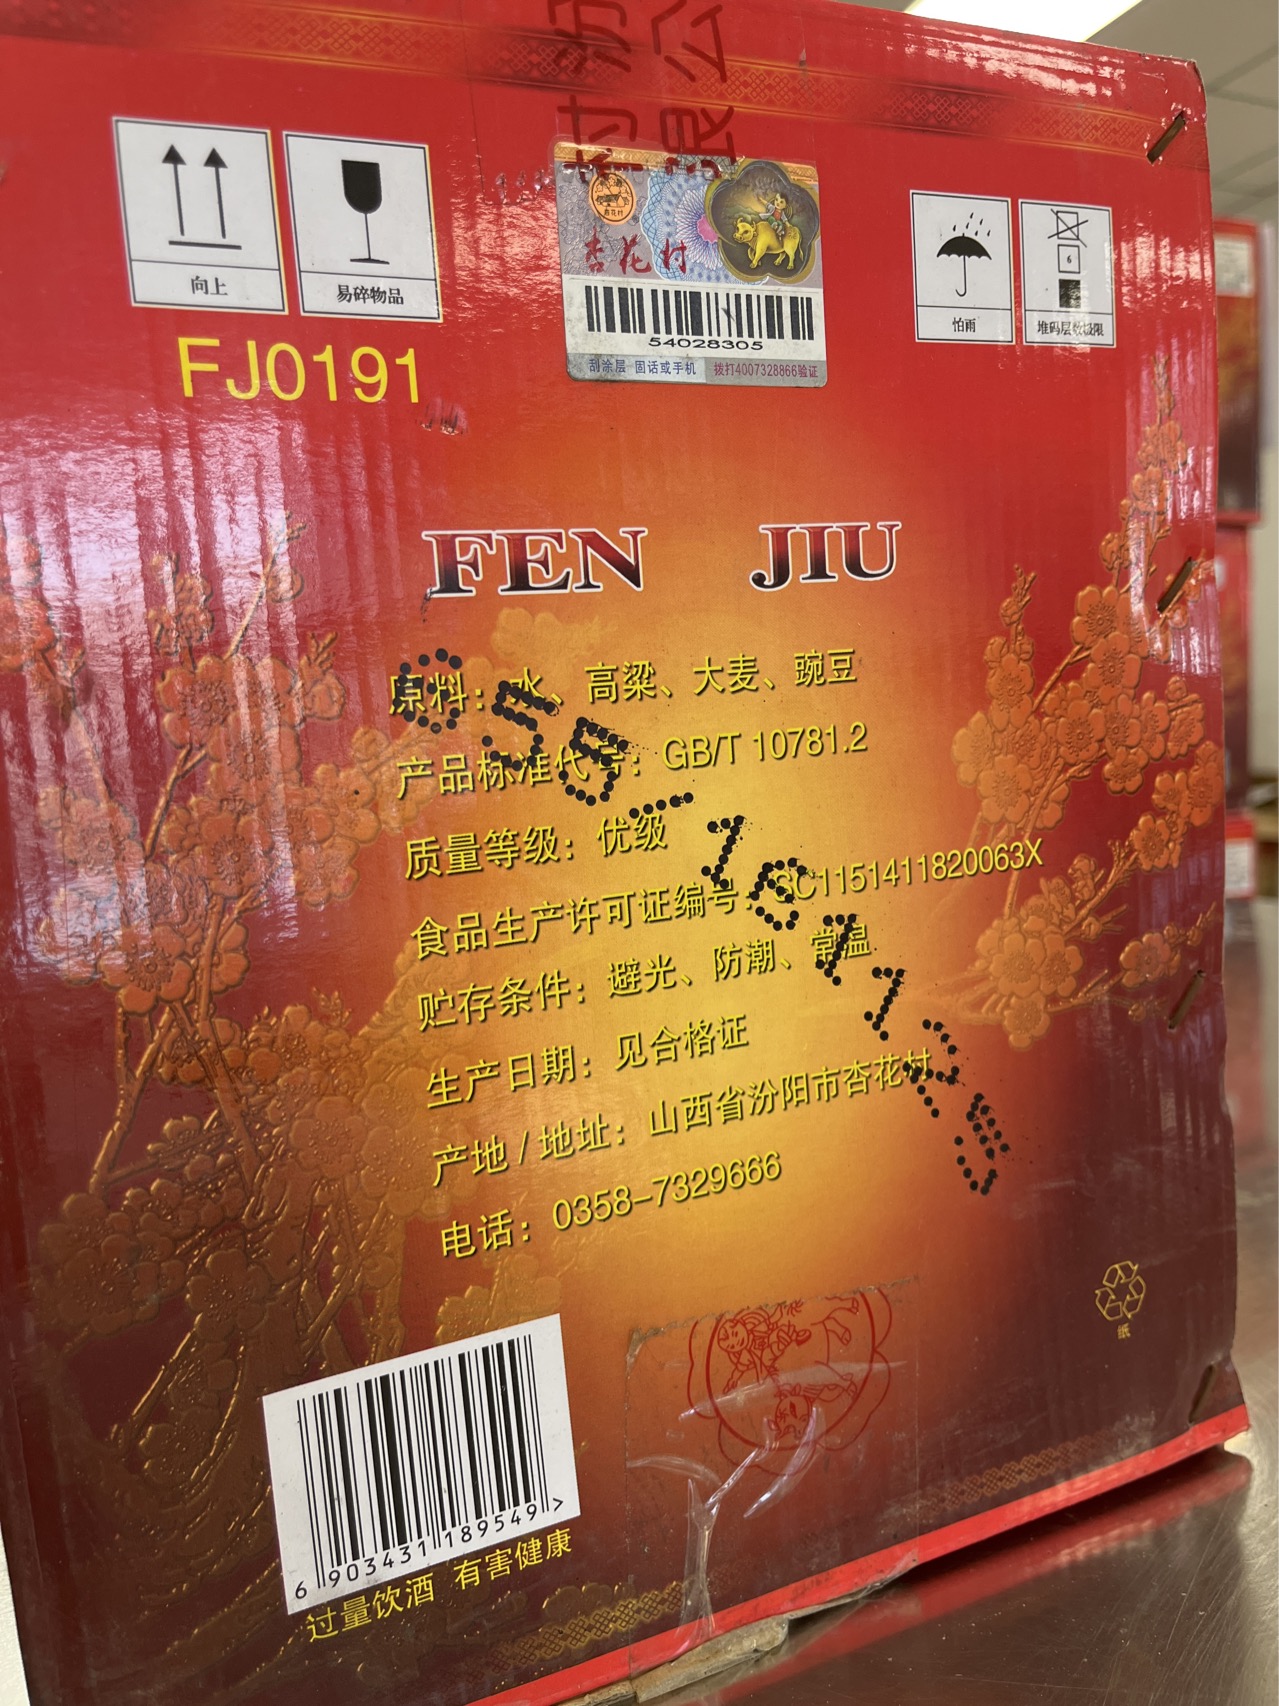 向上
易碎物品
杏花村
54028305
刮涂层 固话或手机 拨打4007328866验证
怕雨
6
堆码层数极限
FJ0191
FEN JIU
原料：水、高粱、大麦、豌豆
产品标准代号：GB/T 10781.2
质量等级：优级
食品生产许可证编号：SC1151411820063X
贮存条件：避光、防潮、常温
生产日期：见合格证
产地/地址：山西省汾阳市杏花村
电话：0358-7329666
纸
6 903431 189549 >
过量饮酒 有害健康